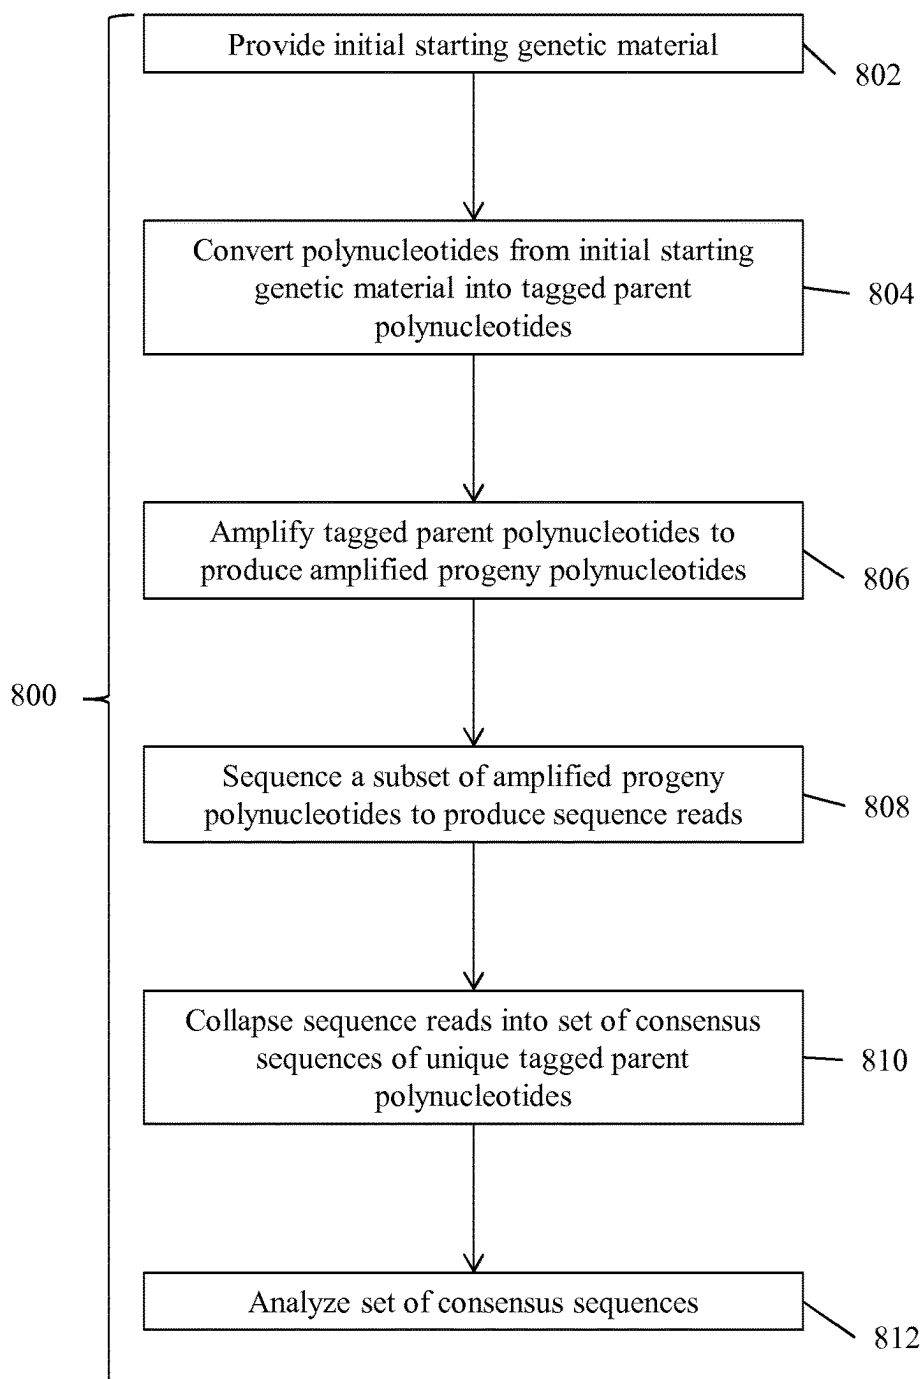 Provide initial starting genetic material
802
Convert polynucleotides from initial starting
genetic material into tagged parent
polynucleotides
804
Amplify tagged parent polynucleotides to
produce amplified progeny polynucleotides
806
800
Sequence a subset of amplified progeny
polynucleotides to produce sequence reads
808
Collapse sequence reads into set of consensus
sequences of unique tagged parent
polynucleotides
810
Analyze set of consensus sequences
812